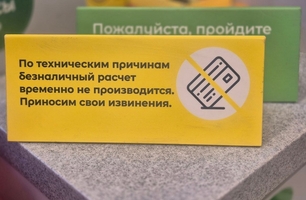 Пожалуйста, пройдите
По техническим причинам
безналичный расчет
временно не производится.
Приносим свои извинения.